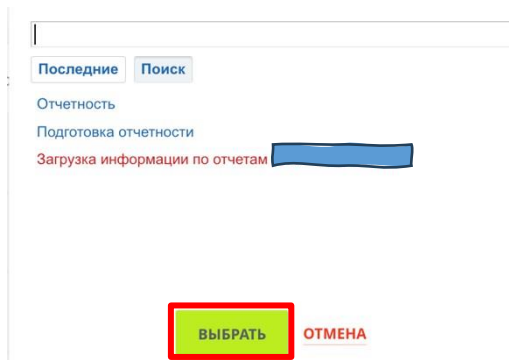 Последние Поиск
Отчетность
Подготовка отчетности
Загрузка информации по отчетам
ВЫБРАТЬ ОТМЕНА